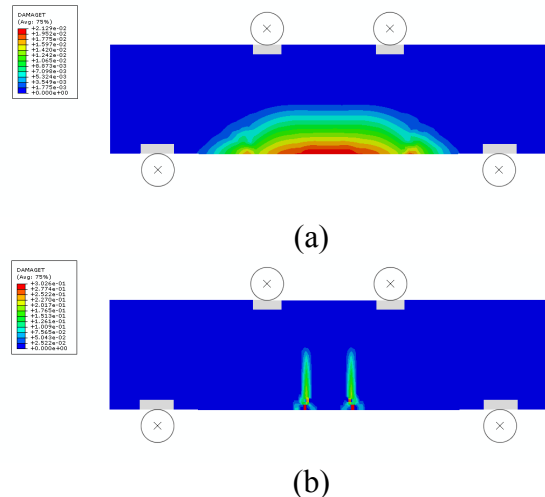 DAMAGET
(Avg: 75%)
+2.129e-02
+1.952e-02
+1.775e-02
+1.597e-02
+1.420e-02
+1.242e-02
+1.065e-02
+8.873e-03
+7.098e-03
+5.324e-03
+3.549e-03
+1.775e-03
+0.000e+00
(a)
DAMAGET
(Avg: 75%)
+3.026e-01
+2.774e-01
+2.522e-01
+2.270e-01
+2.017e-01
+1.765e-01
+1.513e-01
+1.261e-01
+1.009e-01
+7.565e-02
+5.043e-02
+2.522e-02
+0.000e+00
(b)